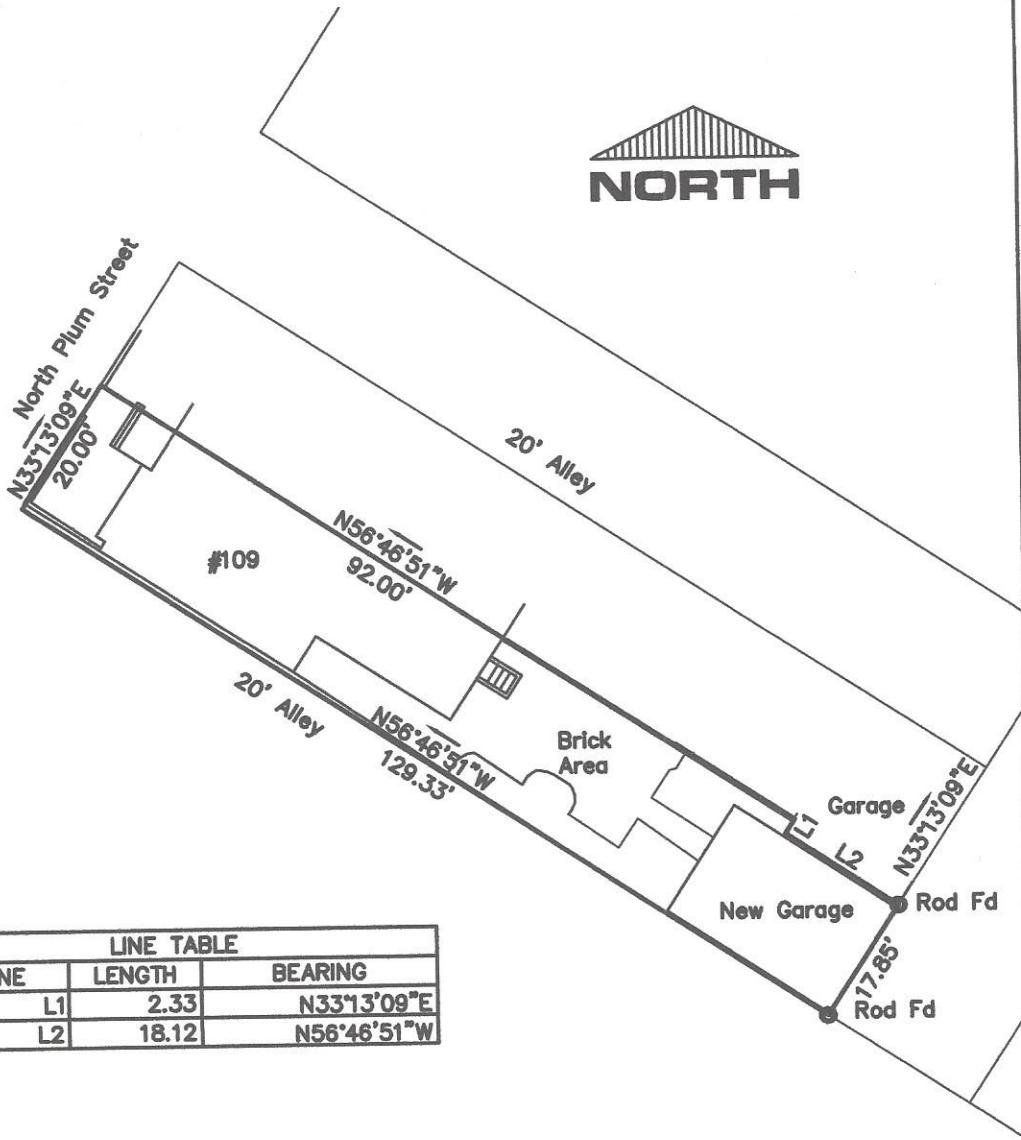 NORTH
North Plum Street
N33°13'09"E
20.00'
20' Alley
#109
N56°46'51"W
92.00'
20' Alley
N56°46'51"W
129.33'
Brick
Area
Garage
L1
L2
N33°13'09"E
New Garage
Rod Fd
17.85'
Rod Fd
LINE TABLE
NE LENGTH BEARING
L1 2.33 N33°13'09"E
L2 18.12 N56°46'51"W